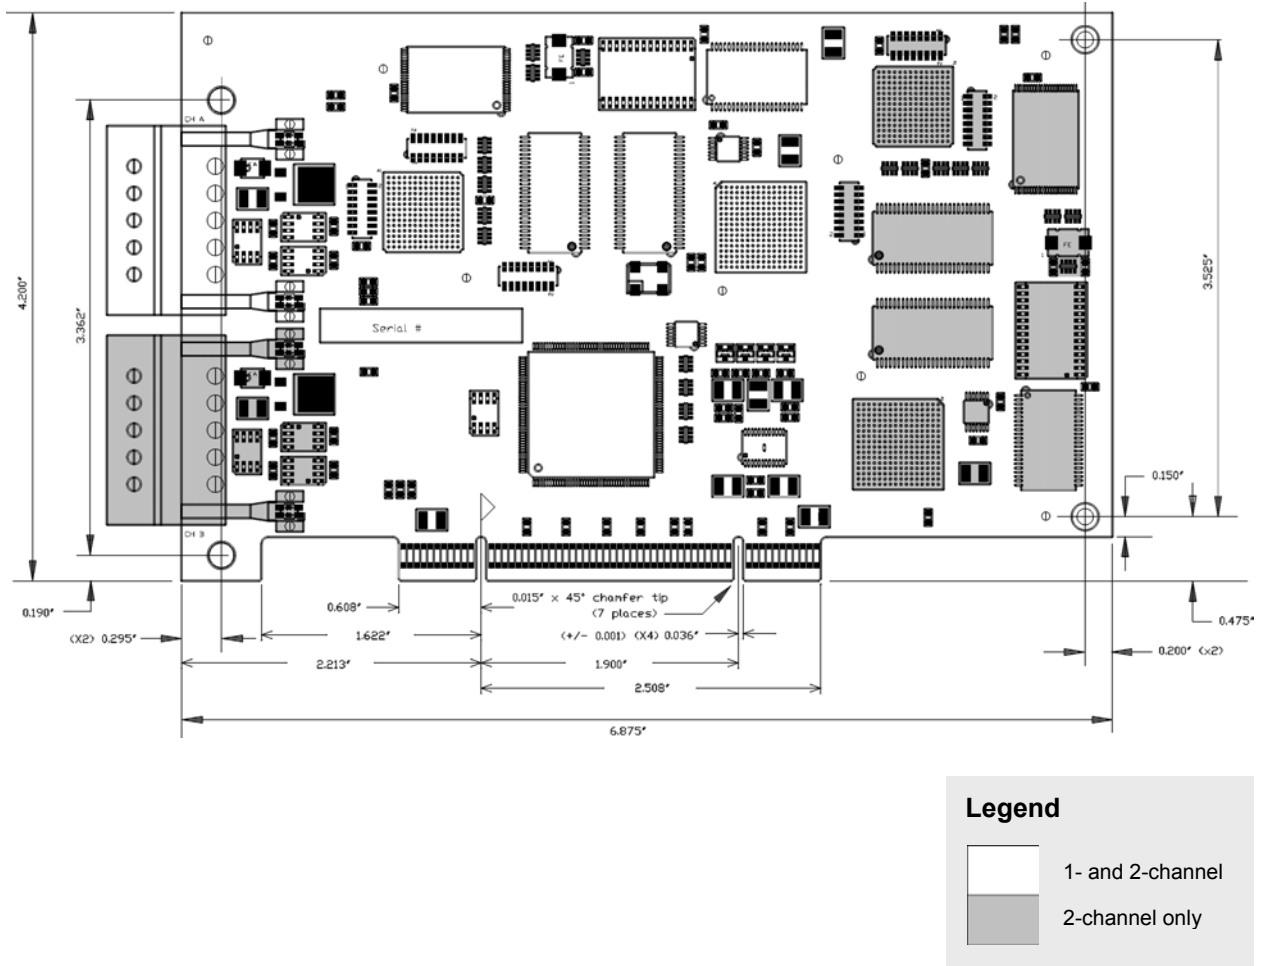 CH A
4.200"
3.362"
3.525"
FE
Serial #
0.150"
CH B
0.190"
0.608"
0.015" x 45° chamfer tip
(7 places)
0.475"
(X2) 0.295"
1.622"
(+/- 0.001) (X4) 0.036"
0.200" (x2)
2.213"
1.900"
2.508"
6.875"
Legend
1- and 2-channel
2-channel only